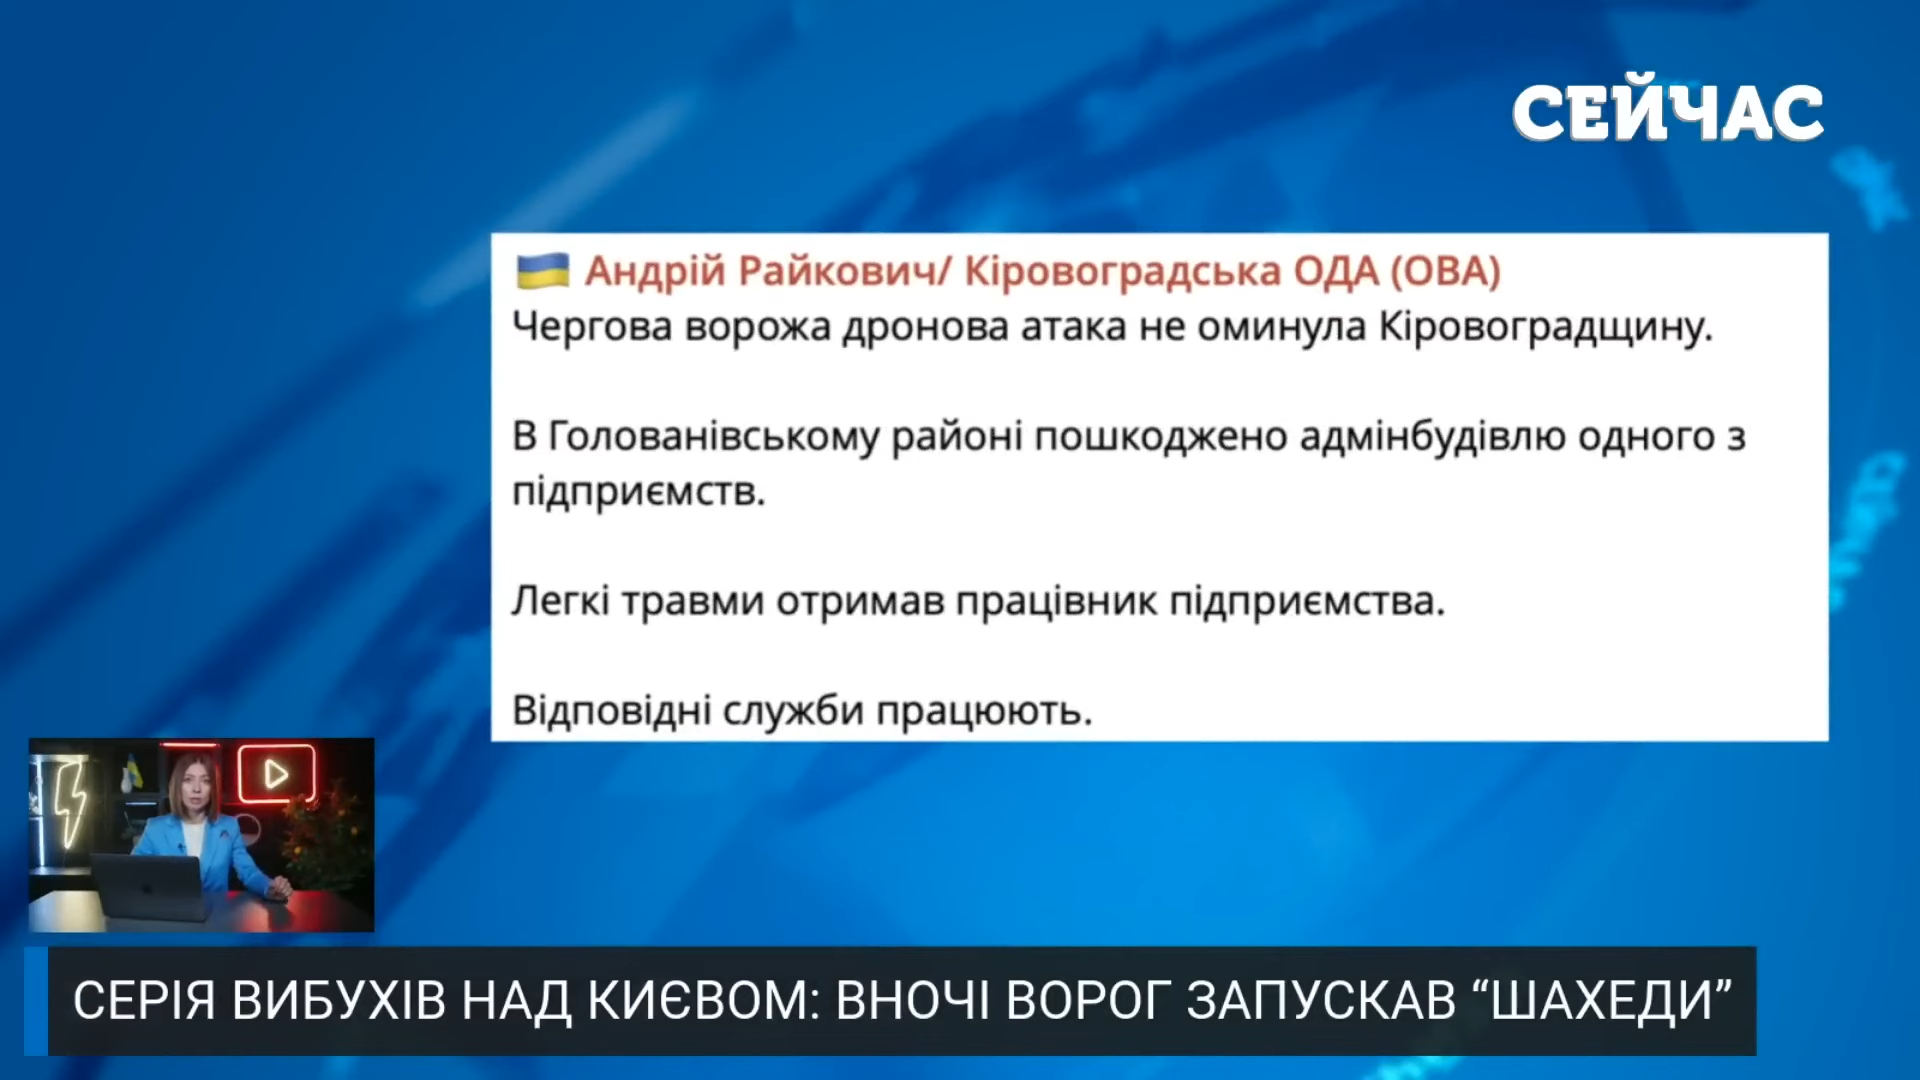 СЕЙЧАС
Андрій Райкович/ Кіровоградська ОДА (ОВА)
Чергова ворожа дронова атака не оминула Кіровоградщину.
В Голованівському районі пошкоджено адмінбудівлю одного з
підприємств.
Легкі травми отримав працівник підприємства.
Відповідні служби працюють.
СЕРІЯ ВИБУХІВ НАД КИЄВОМ: ВНОЧІ ВОРОГ ЗАПУСКАВ “ШАХЕДИ”